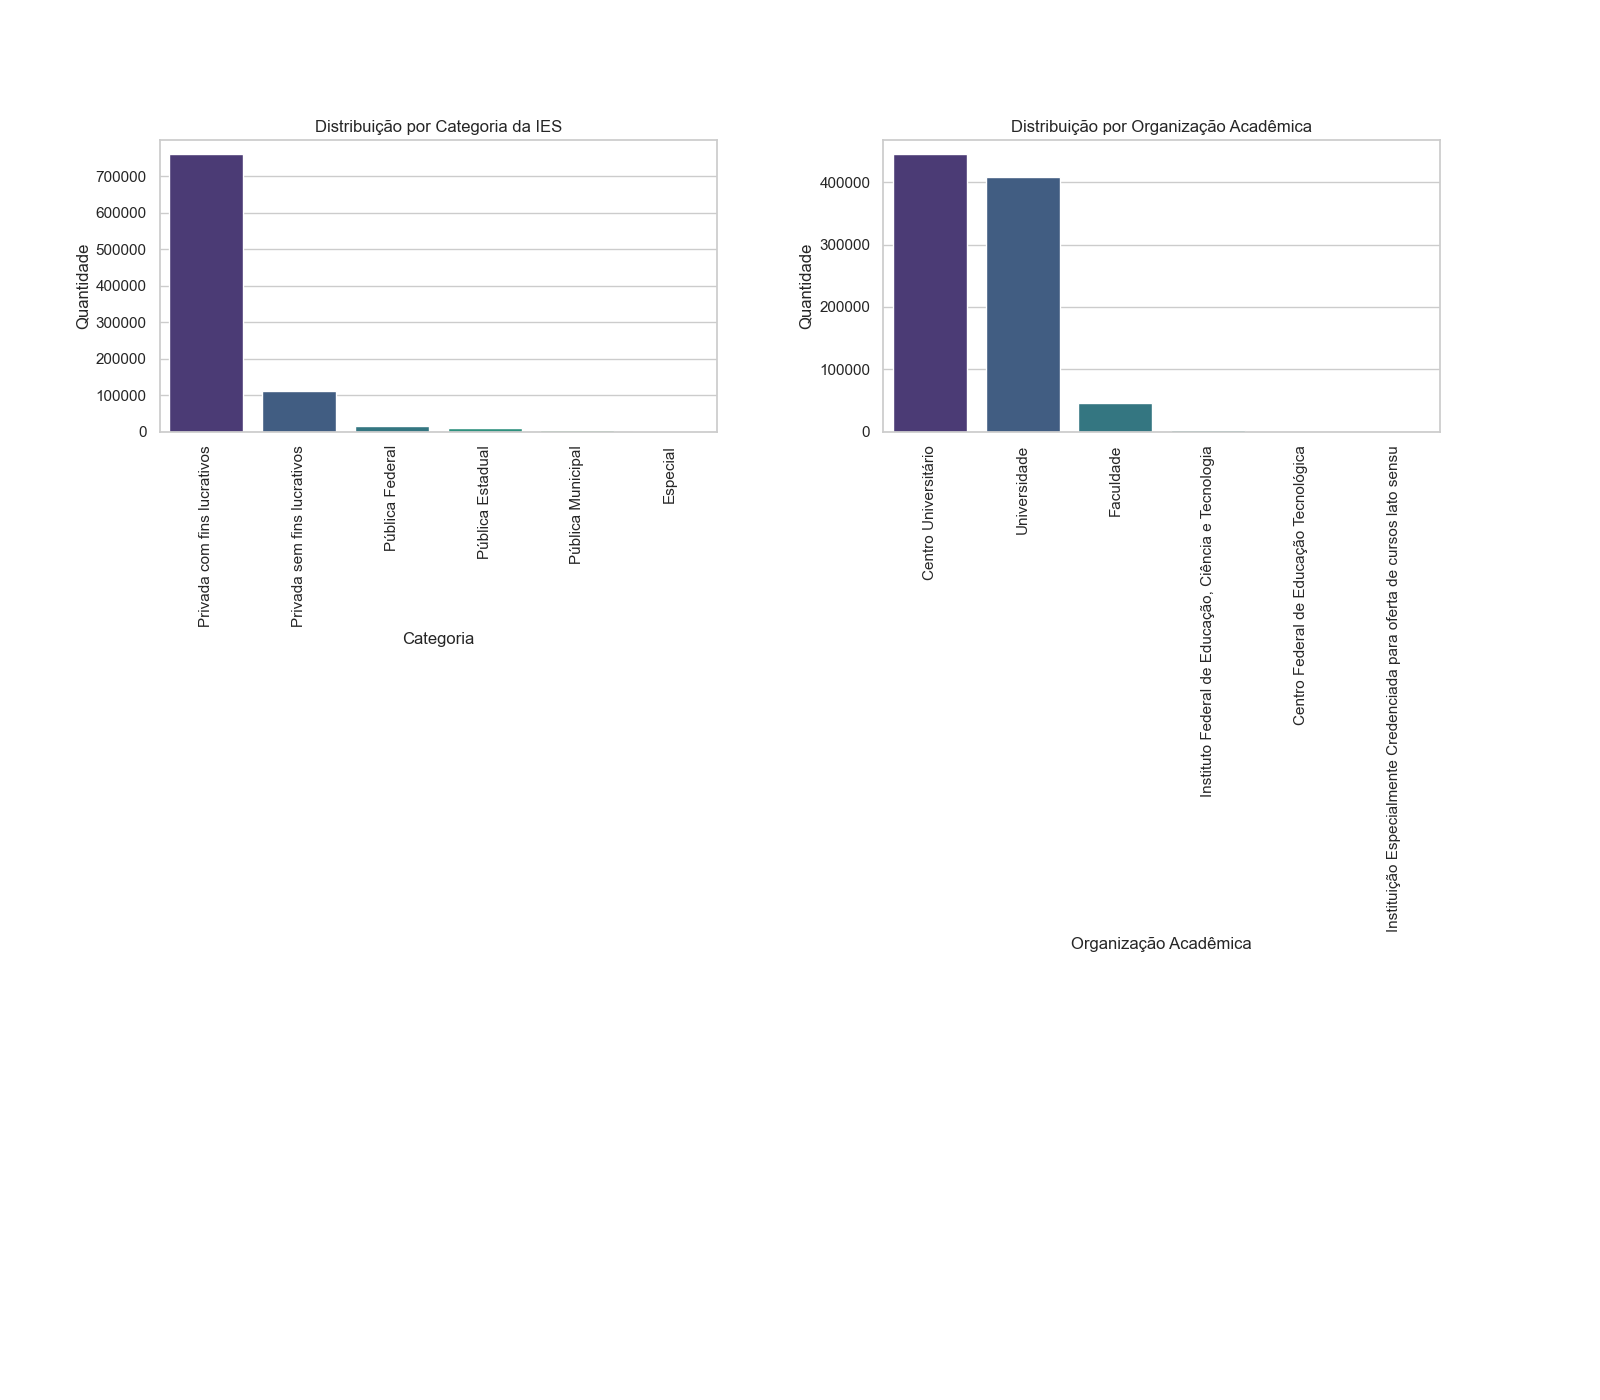 Distribuição por Categoria da IES
700000
600000
500000
400000
300000
200000
100000
0
Quantidade
Privada com fins lucrativos
Privada sem fins lucrativos
Pública Federal
Pública Estadual
Pública Municipal
Especial
Categoria
Distribuição por Organização Acadêmica
400000
300000
200000
100000
0
Quantidade
Centro Universitário
Universidade
Faculdade
Instituto Federal de Educação, Ciência e Tecnologia
Centro Federal de Educação Tecnológica
Instituição Especialmente Credenciada para oferta de cursos lato sensu
Organização Acadêmica